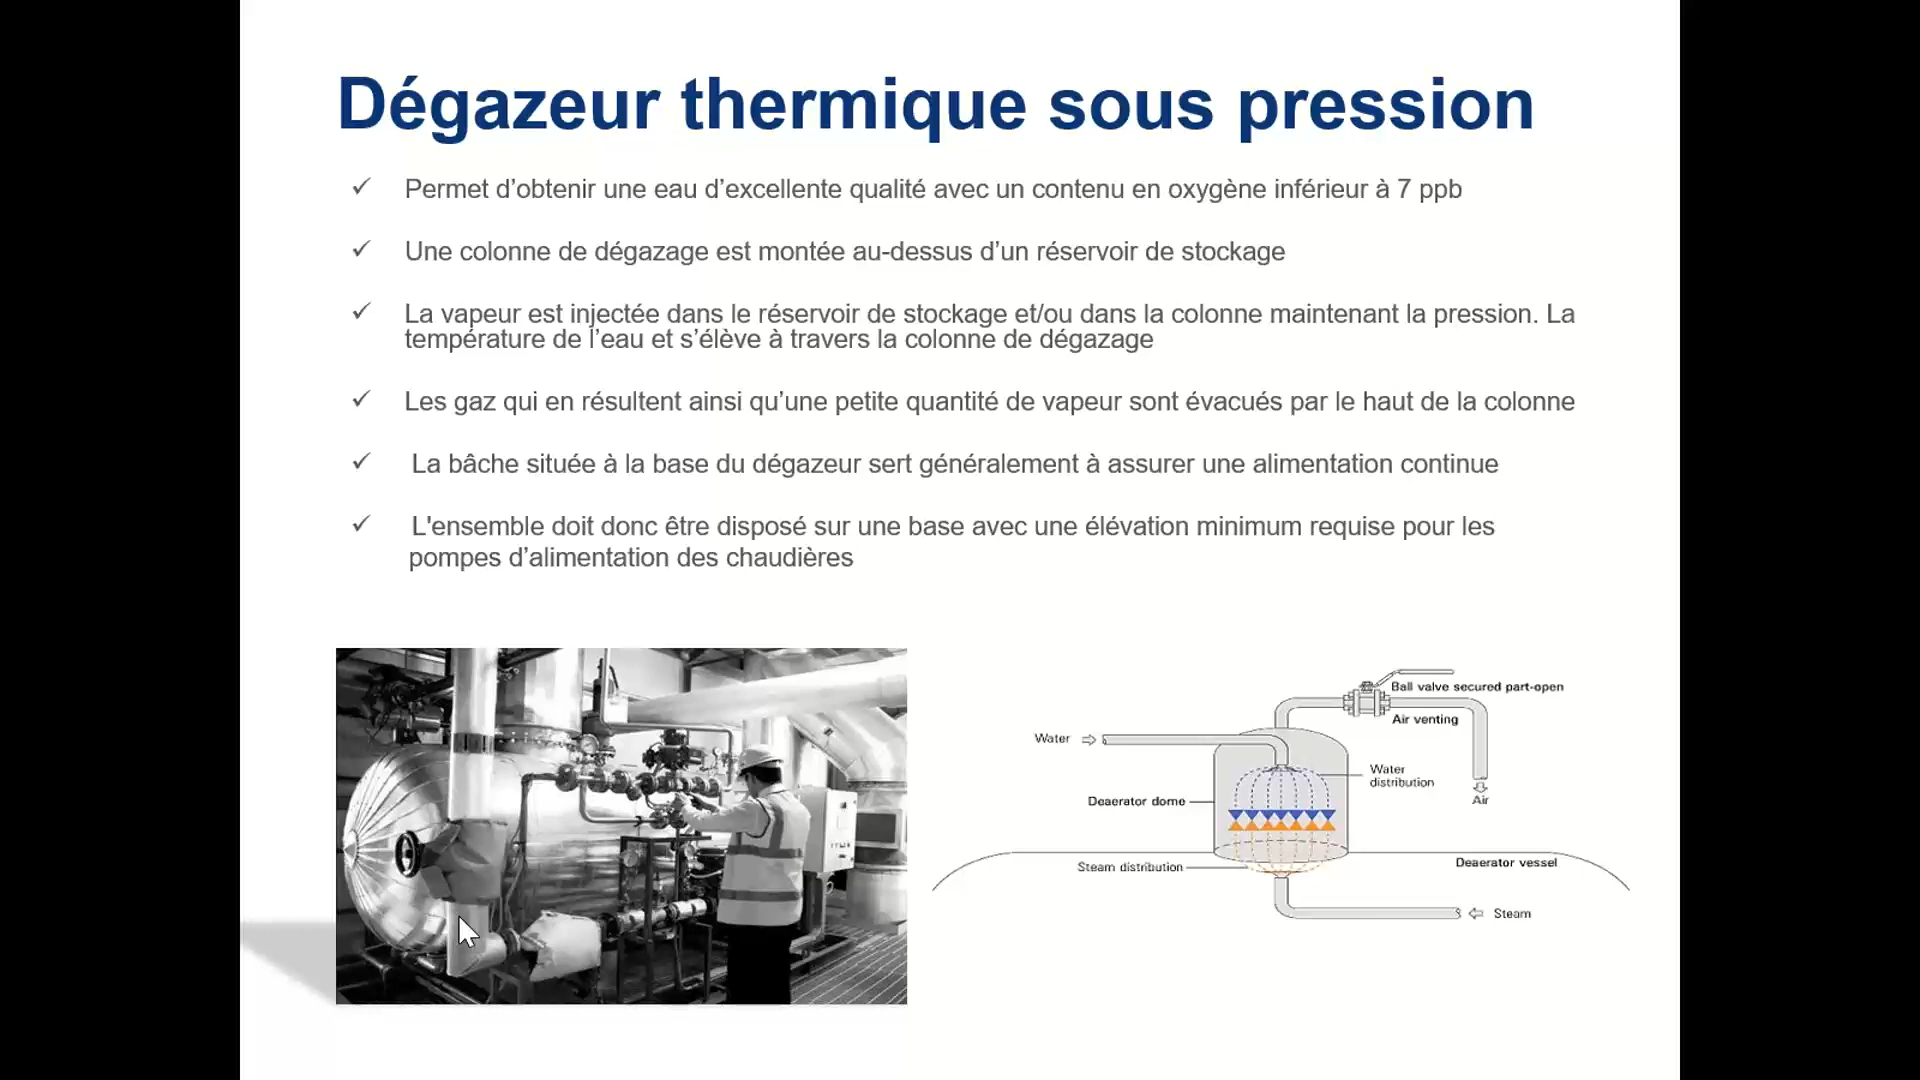 Dégazeur thermique sous pression
Permet d’obtenir une eau d’excellente qualité avec un contenu en oxygène inférieur à 7 ppb
Une colonne de dégazage est montée au-dessus d’un réservoir de stockage
La vapeur est injectée dans le réservoir de stockage et/ou dans la colonne maintenant la pression. La
température de l’eau et s’élève à travers la colonne de dégazage
Les gaz qui en résultent ainsi qu’une petite quantité de vapeur sont évacués par le haut de la colonne
La bâche située à la base du dégazeur sert généralement à assurer une alimentation continue
L'ensemble doit donc être disposé sur une base avec une élévation minimum requise pour les
pompes d’alimentation des chaudières
Ball valve secured part-open
Air venting
Water
Water
distribution
Air
Deaerator dome
Steam distribution
Deaerator vessel
Steam